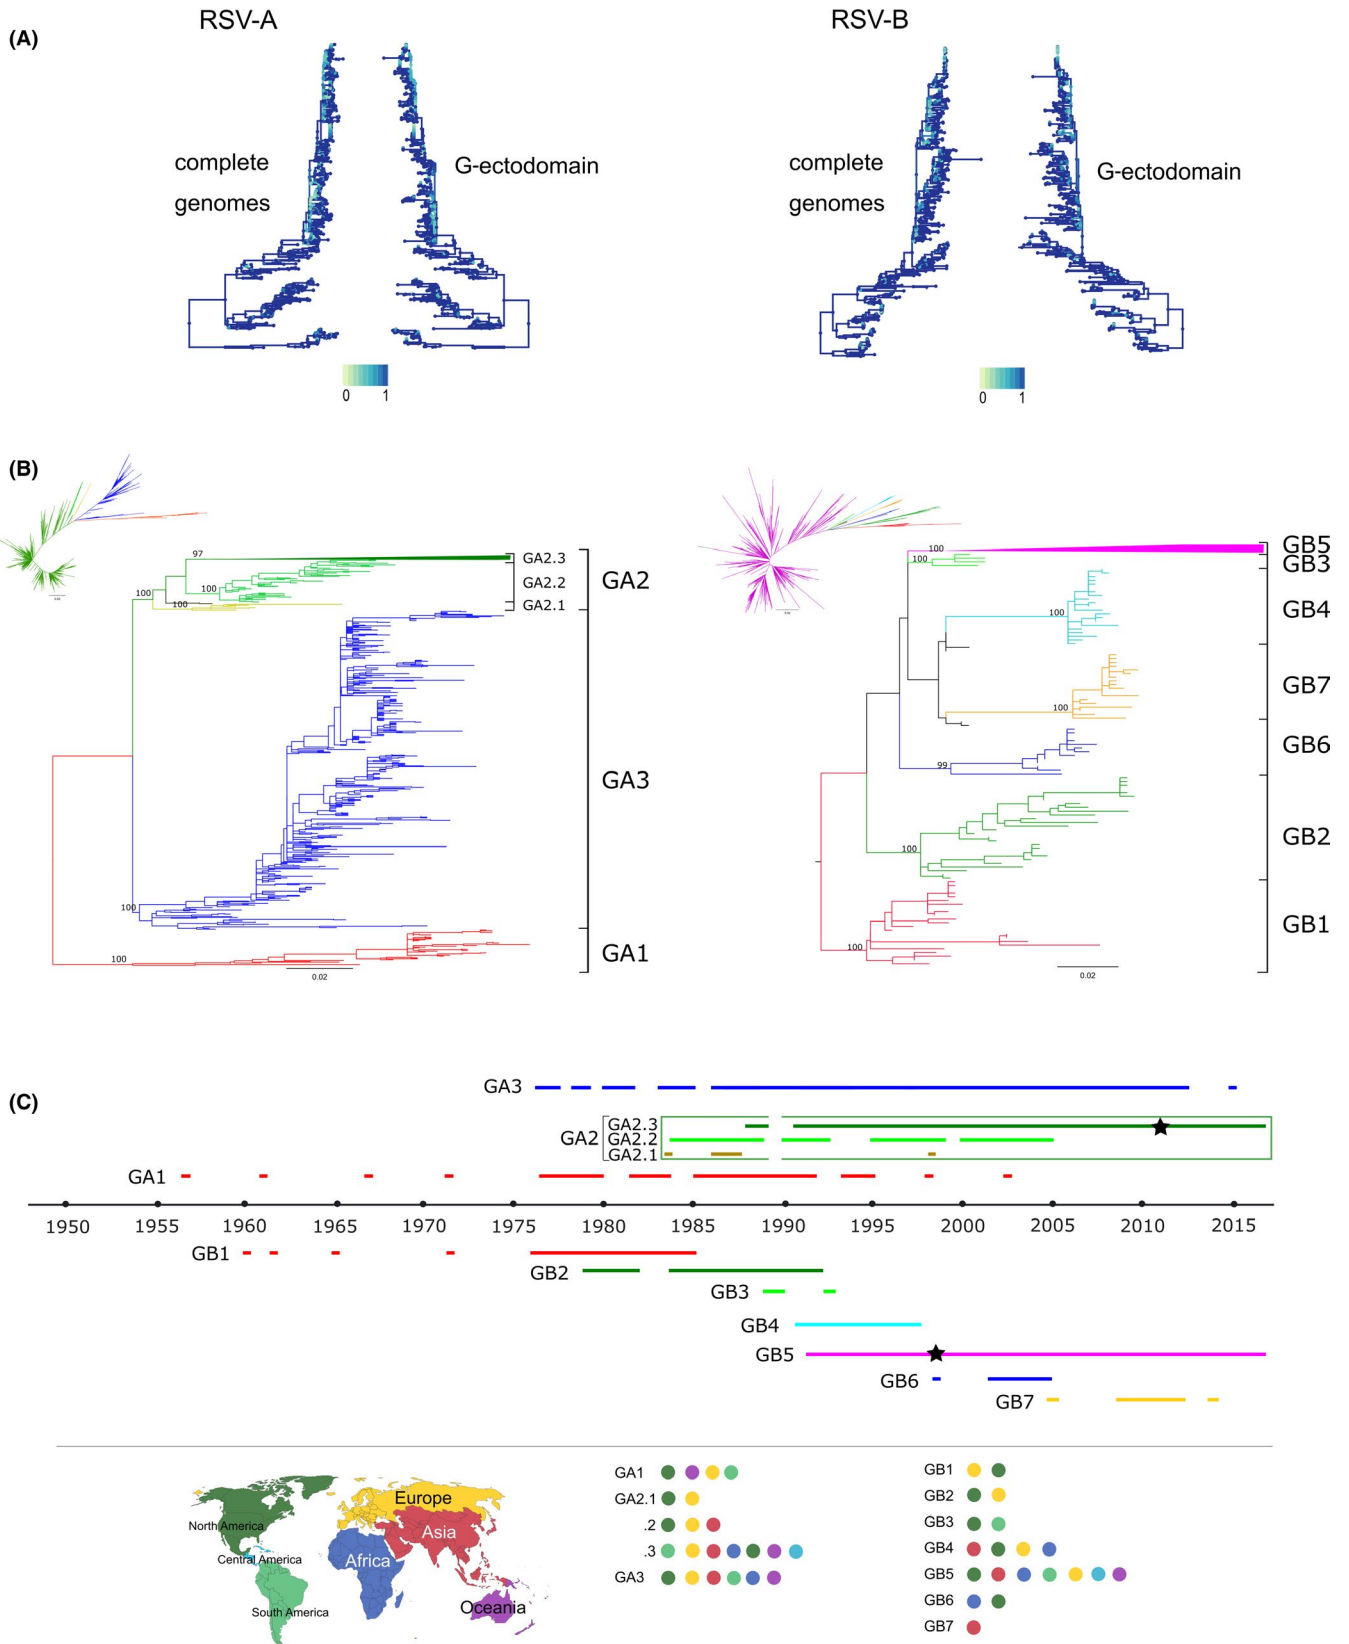 RSV-A
RSV-B
(A)
complete
genomes
G-ectodomain
complete
genomes
G-ectodomain
0 1
0 1
(B)
97
100
100
100
100
100
0.02
GA2.3
GA2.2
GA2.1
GA2
GA3
GA1
100
100
100
100
99
100
100
0.02
GB5
GB3
GB4
GB7
GB6
GB2
GB1
(C)
GA3
GA2
GA2.3
GA2.2
GA2.1
GA1
1950 1955 1960 1965 1970 1975 1980 1985 1990 1995 2000 2005 2010 2015
GB1
GB2
GB3
GB4
GB5
GB6
GB7
North America
Central America
South America
Europe
Asia
Africa
Oceania
GA1
GA2.1
.2
.3
GA3
GB1
GB2
GB3
GB4
GB5
GB6
GB7